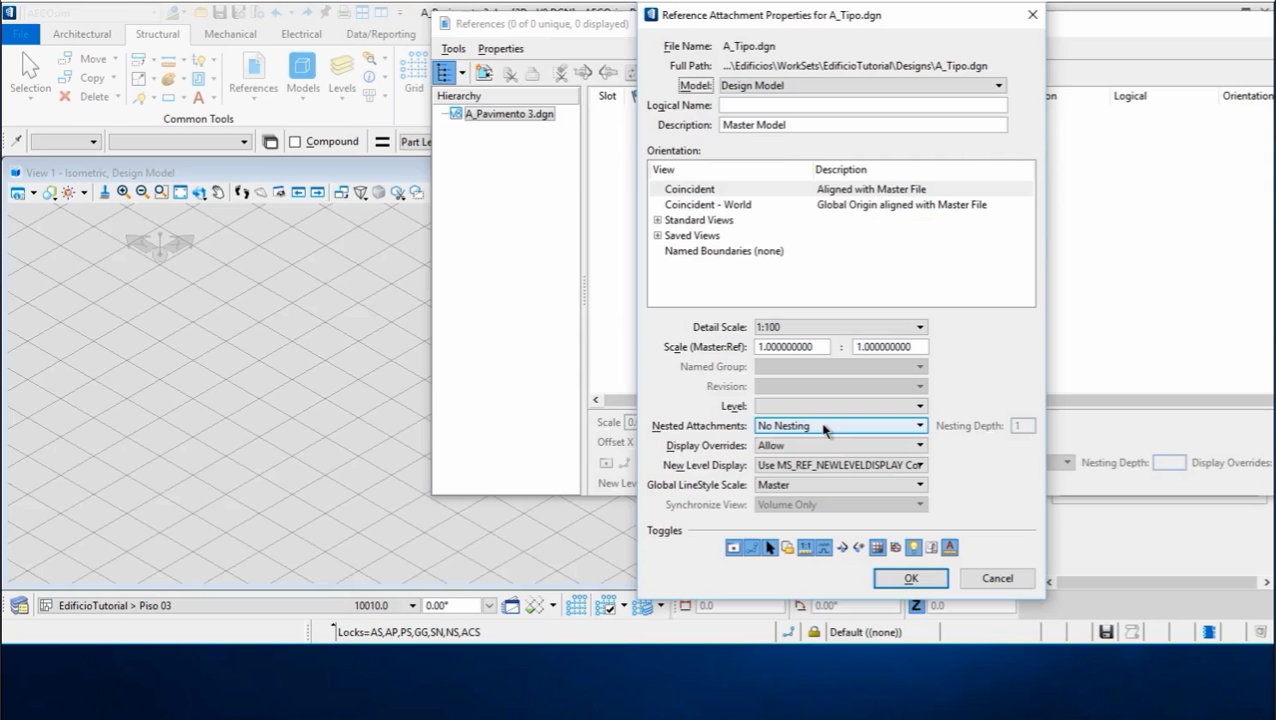 AECOsim
References (0 of 0 unique, 0 displayed)
Reference Attachment Properties for A_Tipo.dgn
File
Architectural
Structural
Mechanical
Electrical
Data/Reporting
Tools
Properties
File Name:
A_Tipo.dgn
Full Path:
...\Edificios\WorkSets\EdificioTutorial\Designs\A_Tipo.dgn
Model:
Design Model
Logical Name:
Description:
Master Model
Selection
Move
Copy
Delete
References
Models
Levels
Grid
Common Tools
Hierarchy
A_Pavimento 3.dgn
Slot
Logical
Orientation
Compound
Part
View 1 - Isometric, Design Model
Orientation:
View
Description
Coincident
Aligned with Master File
Coincident - World
Global Origin aligned with Master File
Standard Views
Saved Views
Named Boundaries (none)
Detail Scale:
1:100
Scale (Master:Ref):
1.000000000
:
1.000000000
Named Group:
Revision:
Level:
Nested Attachments:
No Nesting
Nesting Depth:
1
Display Overrides:
Allow
New Level Display:
Use MS_REF_NEWLEVELDISPLAY Co
Global LineStyle Scale:
Master
Synchronize View:
Volume Only
Toggles
OK
Cancel
Scale
Offset X
New Lev
Nesting Depth:
Display Overrides:
EdificioTutorial > Piso 03
10010.0
0.00°
0.0
0.00°
Z
0.0
Locks=AS,AP,PS,GG,SN,NS,ACS
Default ((none))